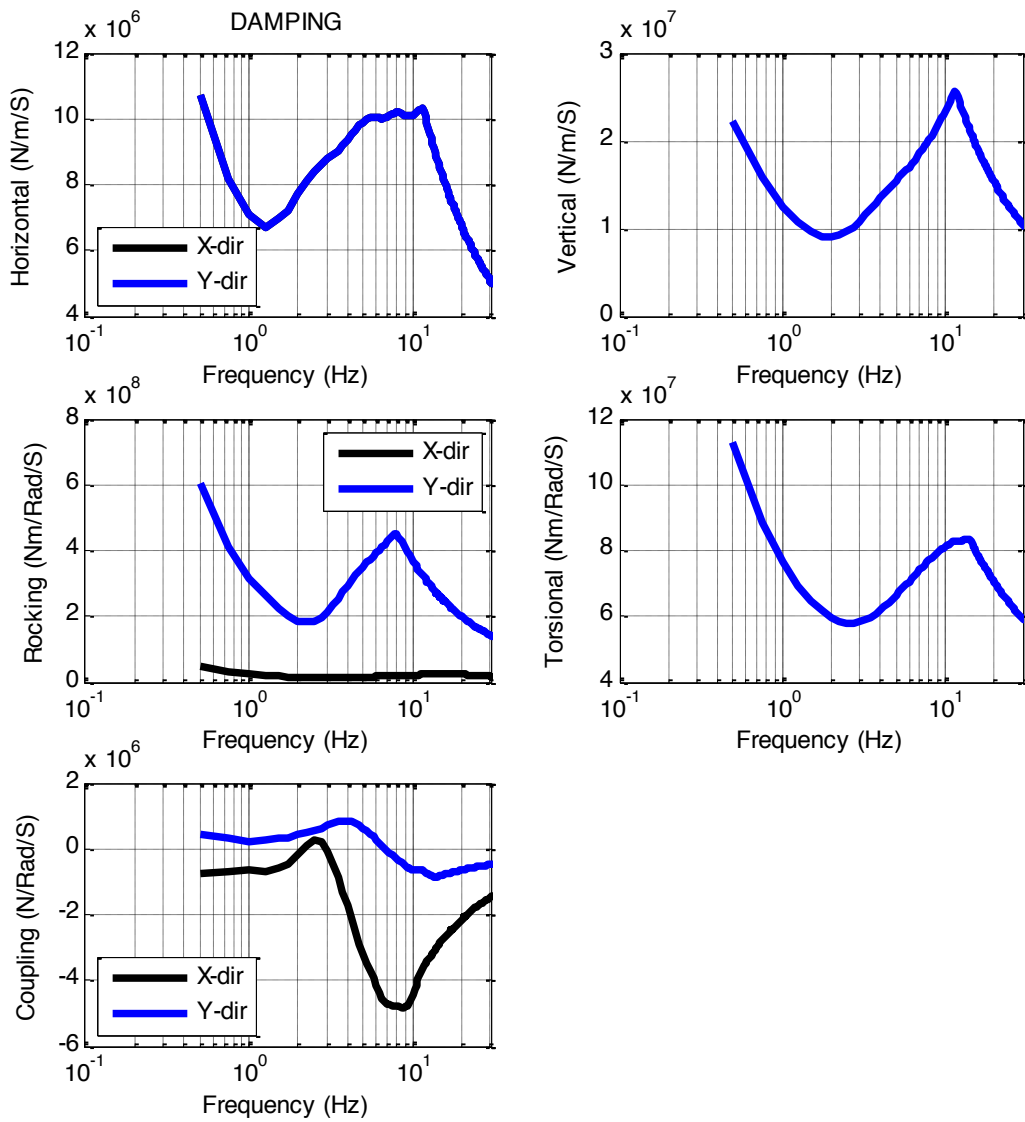 DAMPING
x 10^6
12
10
8
6
4
Horizontal (N/m/S)
X-dir
Y-dir
10^-1
10^0
10^1
Frequency (Hz)
x 10^7
3
2
1
0
Vertical (N/m/S)
10^-1
10^0
10^1
Frequency (Hz)
x 10^8
8
6
4
2
0
Rocking (Nm/Rad/S)
X-dir
Y-dir
10^-1
10^0
10^1
Frequency (Hz)
x 10^7
12
10
8
6
4
Torsional (Nm/Rad/S)
10^-1
10^0
10^1
Frequency (Hz)
x 10^6
2
0
-2
-4
-6
Coupling (N/Rad/S)
X-dir
Y-dir
10^-1
10^0
10^1
Frequency (Hz)